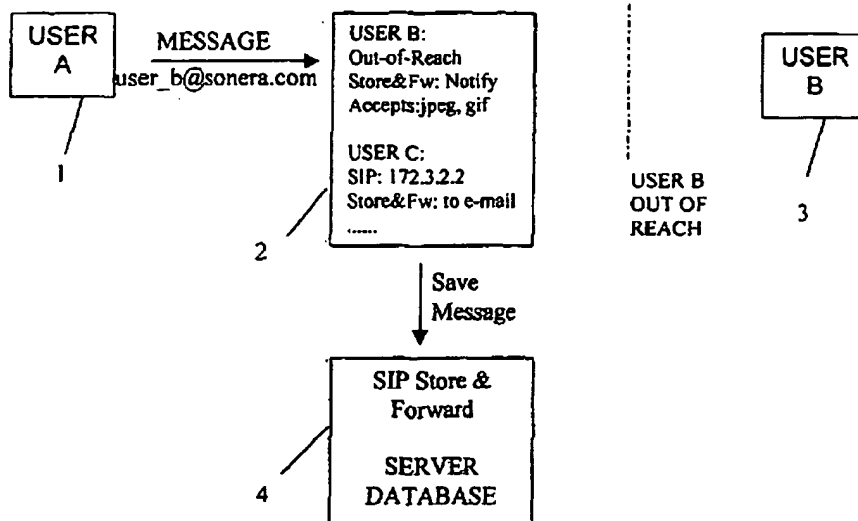 USER
A
MESSAGE
user_b@sonera.com
1
USER B:
Out-of-Reach
Store&Fw: Notify
Accepts:jpeg, gif
USER C:
SIP: 172.3.2.2
Store&Fw: to e-mail
......
2
USER B
OUT OF
REACH
USER
B
3
Save
Message
SIP Store &
Forward
SERVER
DATABASE
4